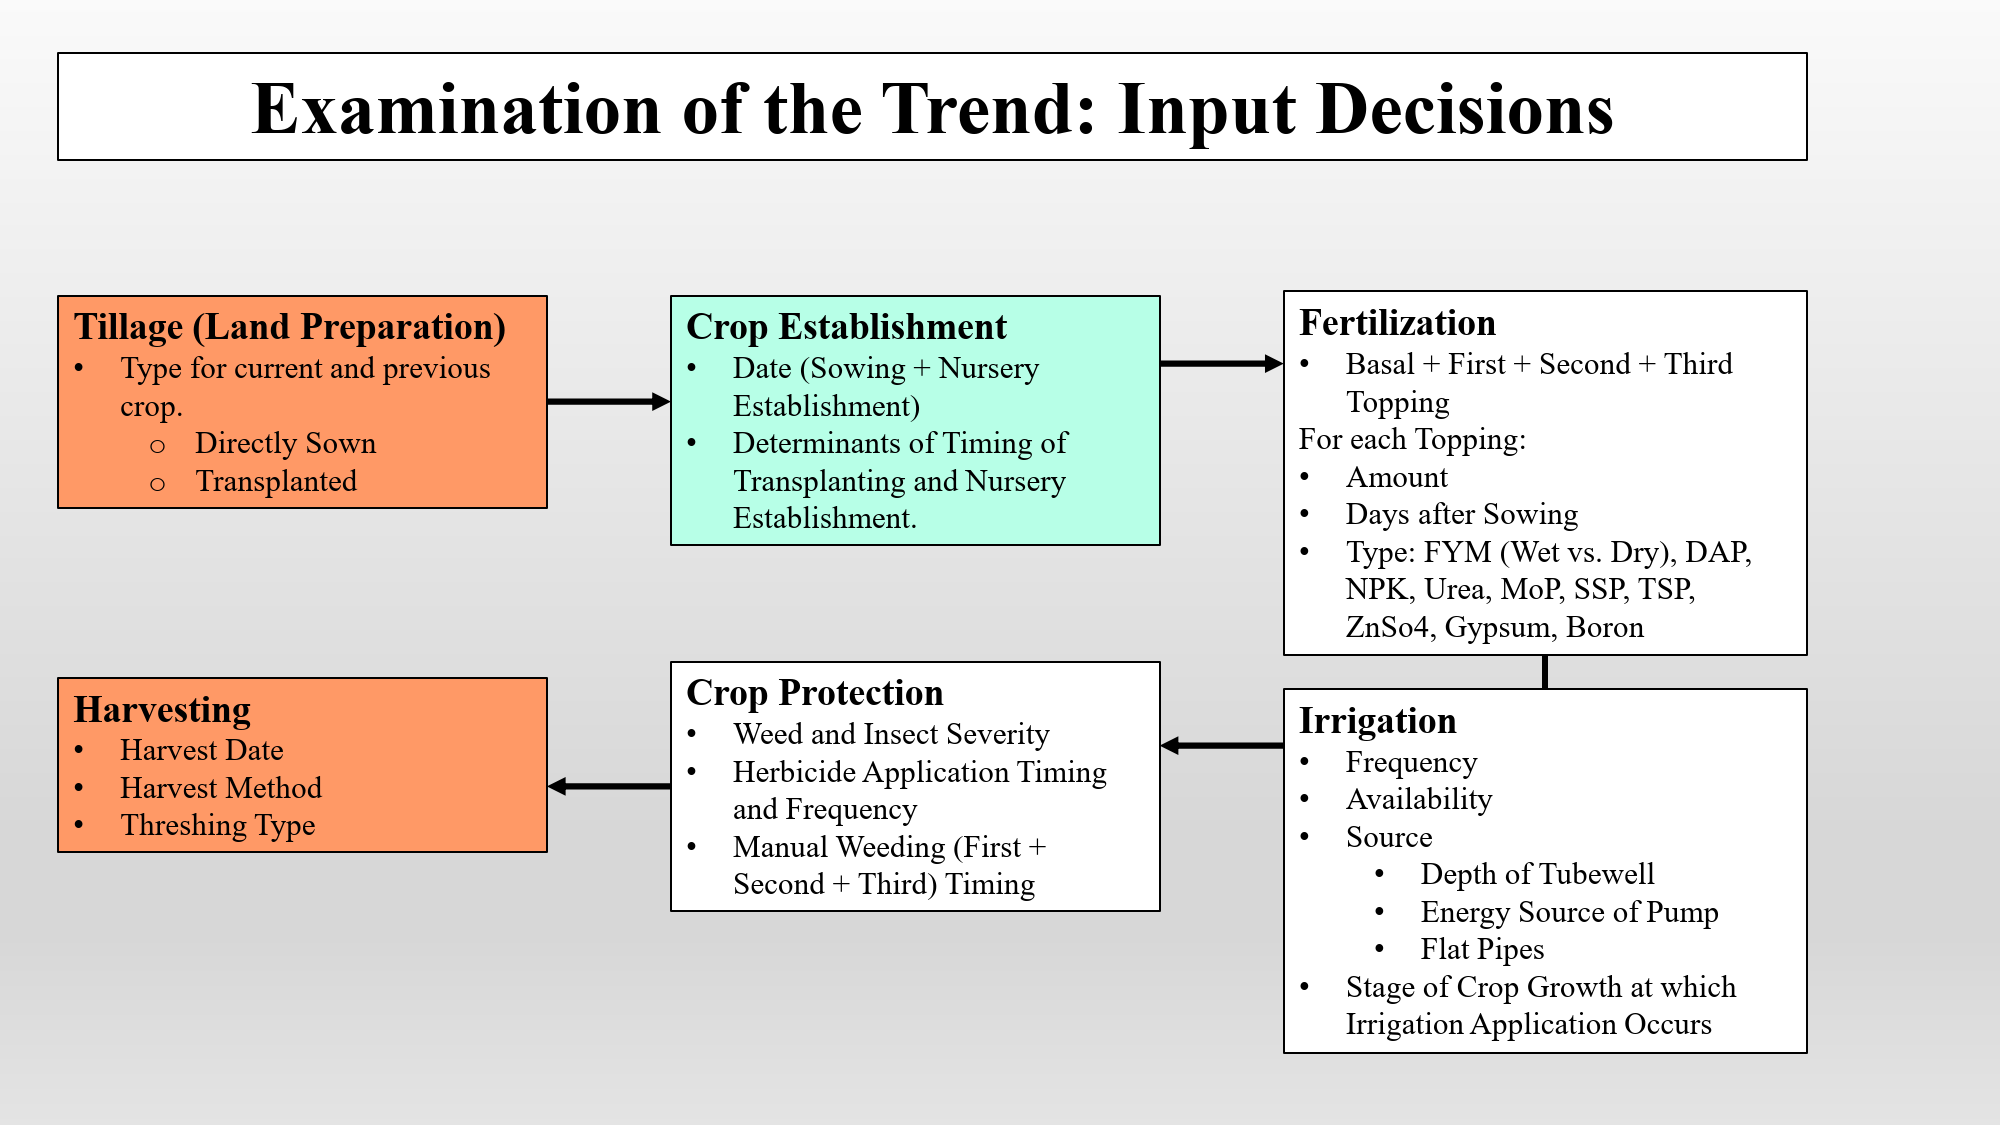 Examination of the Trend: Input Decisions
Tillage (Land Preparation)
• Type for current and previous
crop.
o Directly Sown
o Transplanted
Crop Establishment
• Date (Sowing + Nursery
Establishment)
• Determinants of Timing of
Transplanting and Nursery
Establishment.
Fertilization
• Basal + First + Second + Third
Topping
For each Topping:
• Amount
• Days after Sowing
• Type: FYM (Wet vs. Dry), DAP,
NPK, Urea, MoP, SSP, TSP,
ZnSo4, Gypsum, Boron
Irrigation
• Frequency
• Availability
• Source
• Depth of Tubewell
• Energy Source of Pump
• Flat Pipes
• Stage of Crop Growth at which
Irrigation Application Occurs
Crop Protection
• Weed and Insect Severity
• Herbicide Application Timing
and Frequency
• Manual Weeding (First +
Second + Third) Timing
Harvesting
• Harvest Date
• Harvest Method
• Threshing Type